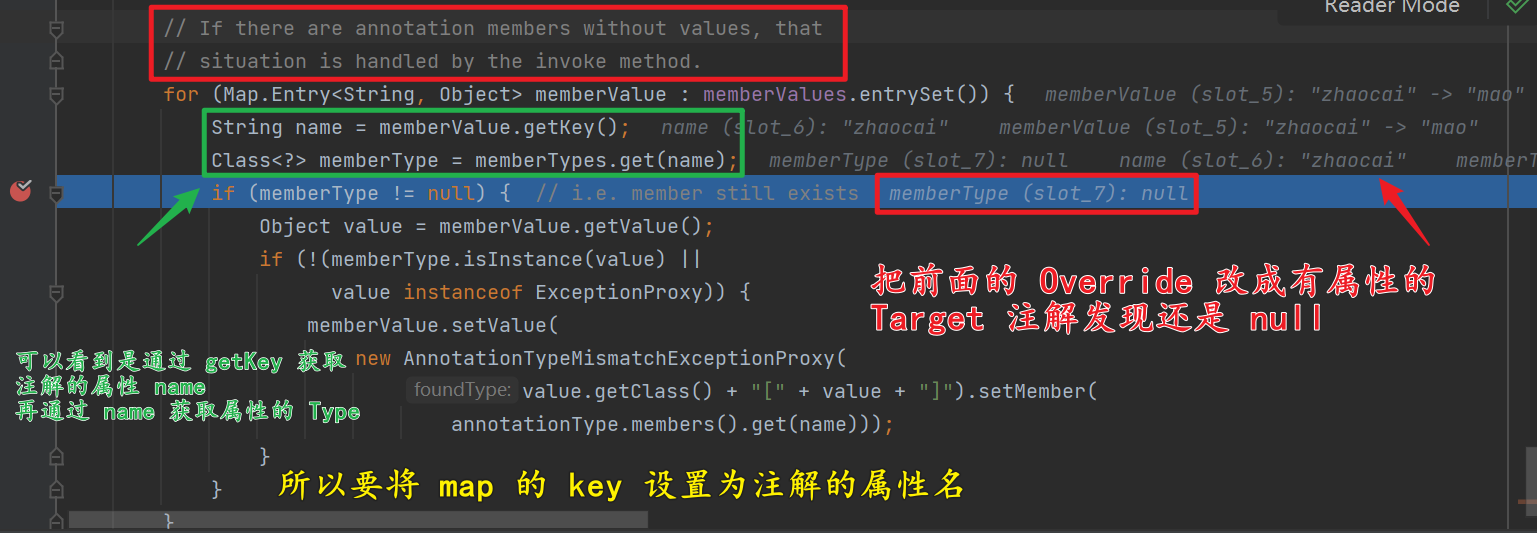 Reader Mode
// If there are annotation members without values, that
// situation is handled by the invoke method.
for (Map.Entry<String, Object> memberValue : memberValues.entrySet()) {   memberValue (slot_5): "zhaocai" -> "mao"
String name = memberValue.getKey();   name (slot_6): "zhaocai"    memberValue (slot_5): "zhaocai" -> "mao"
Class<?> memberType = memberTypes.get(name);   memberType (slot_7): null    name (slot_6): "zhaocai"    memberT
if (memberType != null) {  // i.e. member still exists   memberType (slot_7): null
Object value = memberValue.getValue();
if (!(memberType.isInstance(value) ||
value instanceof ExceptionProxy)) {
memberValue.setValue(
new AnnotationTypeMismatchExceptionProxy(
foundType: value.getClass() + "[" + value + "]").setMember(
annotationType.members().get(name)));
}
}
}
把前面的 Override 改成有属性的
Target 注解发现还是 null
可以看到是通过 getKey 获取
注解的属性 name
再通过 name 获取属性的 Type
所以要将 map 的 key 设置为注解的属性名